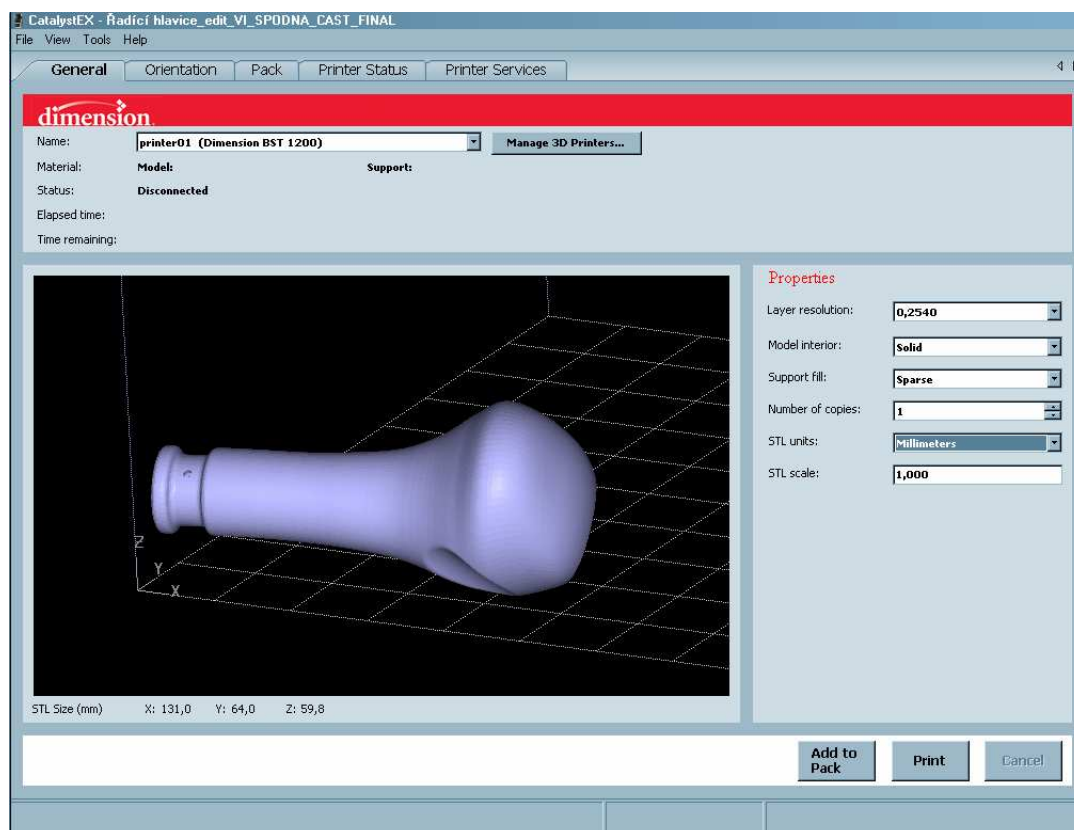 CatalystEX - Řadící hlavice_edit_VI_SPODNA_CAST_FINAL
File View Tools Help
General Orientation Pack Printer Status Printer Services
dimension
Name: printer01 (Dimension BST 1200) Manage 3D Printers...
Material: Model: Support:
Status: Disconnected
Elapsed time:
Time remaining:
Properties
Layer resolution: 0,2540
Model interior: Solid
Support fill: Sparse
Number of copies: 1
STL units: Millimeters
STL scale: 1,000
Z
Y
X
STL Size (mm) X: 131,0 Y: 64,0 Z: 59,8
Add to Pack Print Cancel